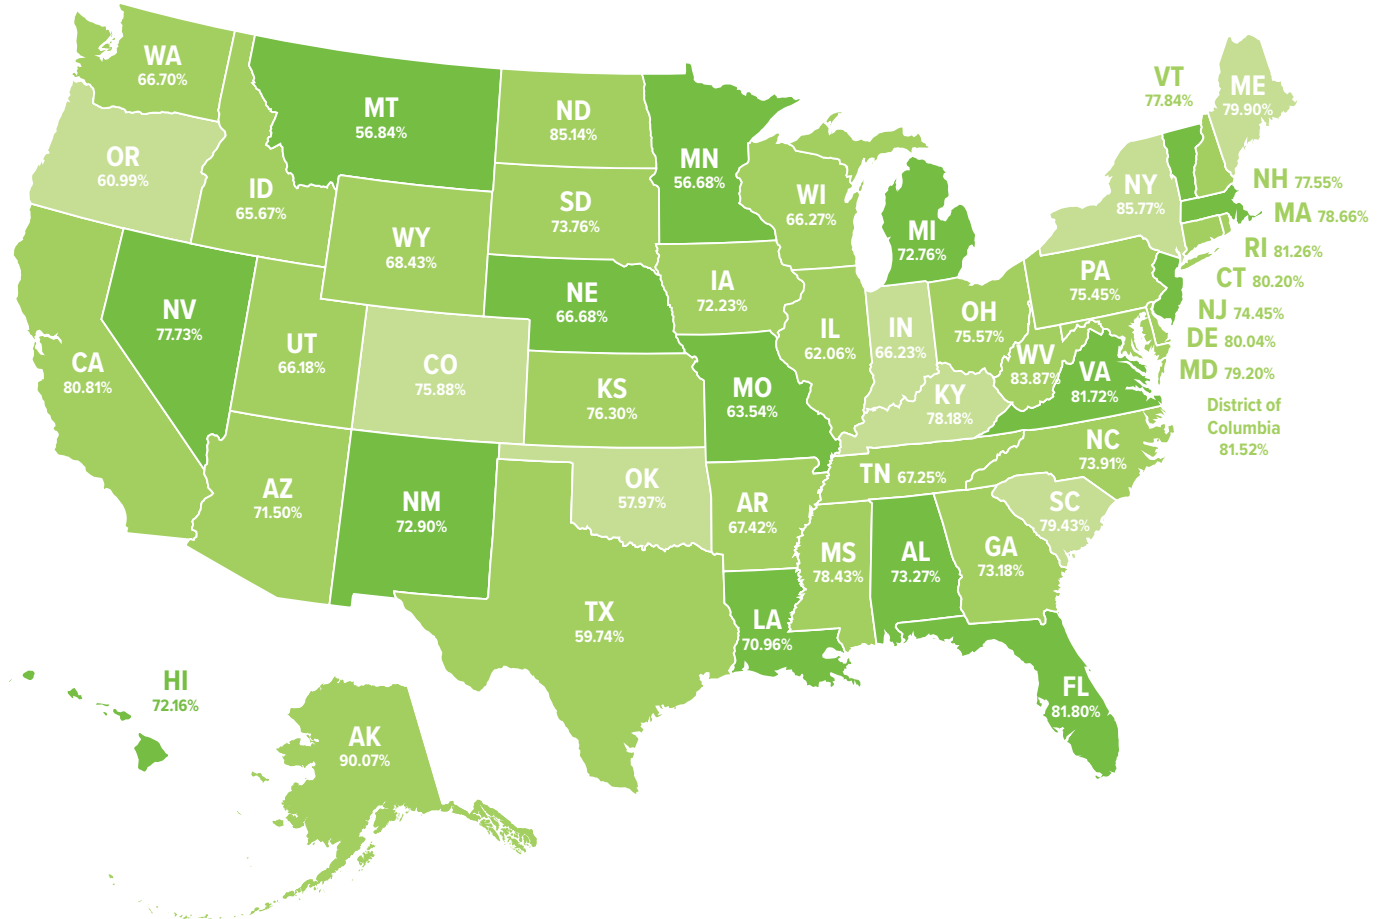 WA
66.70%
MT
56.84%
ND
85.14%
VT
77.84%
ME
79.90%
OR
60.99%
ID
65.67%
MN
56.68%
WI
66.27%
NY
85.77%
NH 77.55%
MA 78.66%
SD
73.76%
WY
68.43%
MI
72.76%
RI 81.26%
CT 80.20%
PA
75.45%
NJ 74.45%
DE 80.04%
MD 79.20%
NV
77.73%
NE
66.68%
IA
72.23%
IL
62.06%
IN
66.23%
OH
75.57%
WV
83.87%
VA
81.72%
District of
Columbia
81.52%
CA
80.81%
UT
66.18%
CO
75.88%
KS
76.30%
MO
63.54%
KY
78.18%
NC
73.91%
TN 67.25%
AZ
71.50%
NM
72.90%
OK
57.97%
AR
67.42%
SC
79.43%
MS
78.43%
AL
73.27%
GA
73.18%
TX
59.74%
LA
70.96%
FL
81.80%
HI
72.16%
AK
90.07%